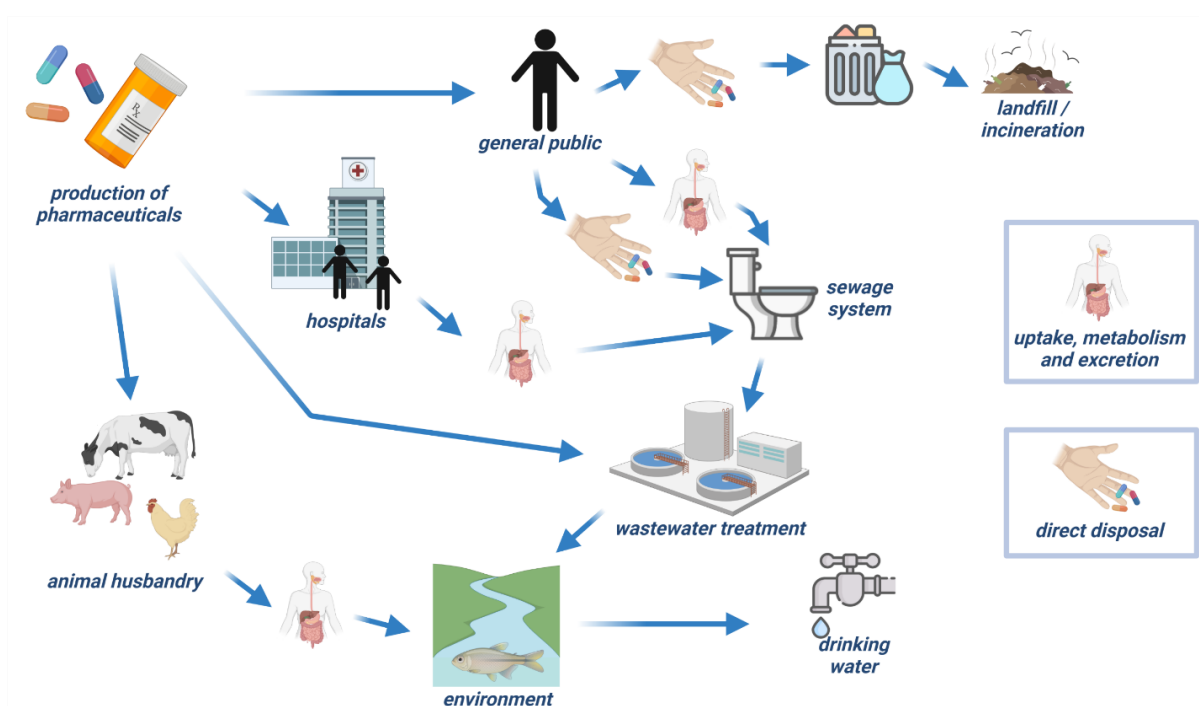 Rx
production of
pharmaceuticals
general public
landfill /
incineration
hospitals
sewage
system
uptake, metabolism
and excretion
wastewater treatment
direct disposal
animal husbandry
drinking
water
environment